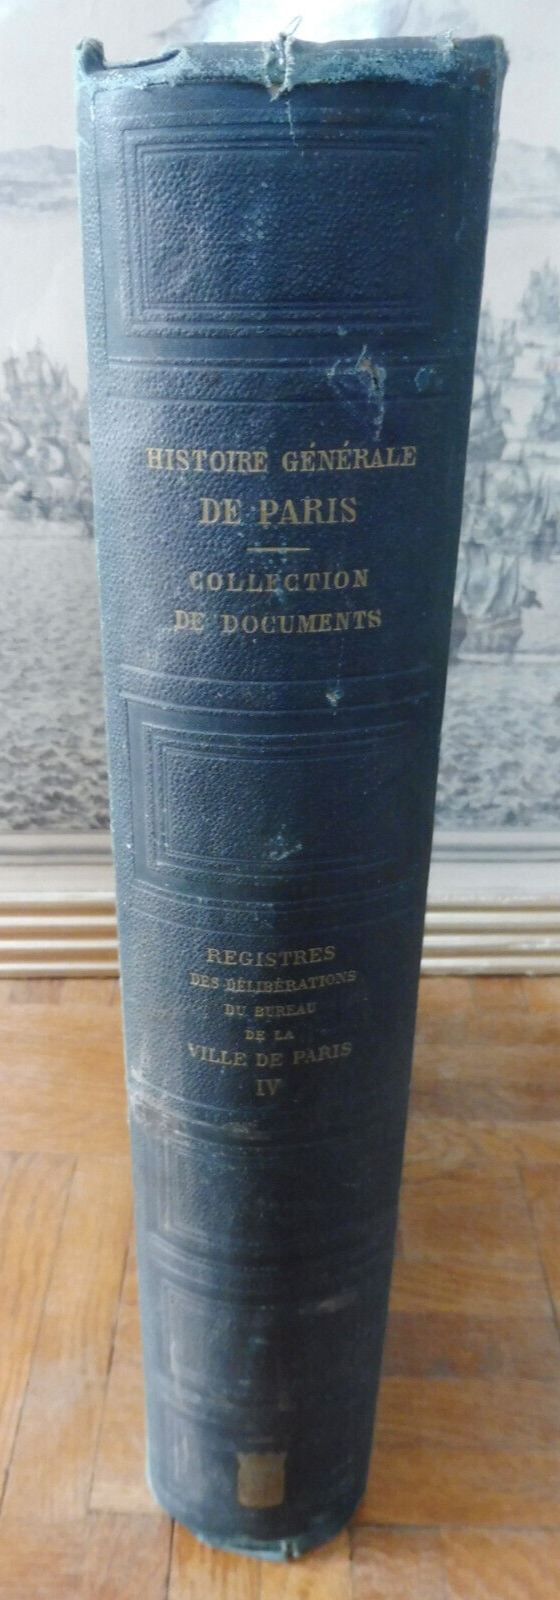 HISTOIRE GÉNÉRALE
DE PARIS
COLLECTION
DE DOCUMENTS
REGISTRES
DES DÉLIBÉRATIONS
DU BUREAU
DE LA
VILLE DE PARIS
IV